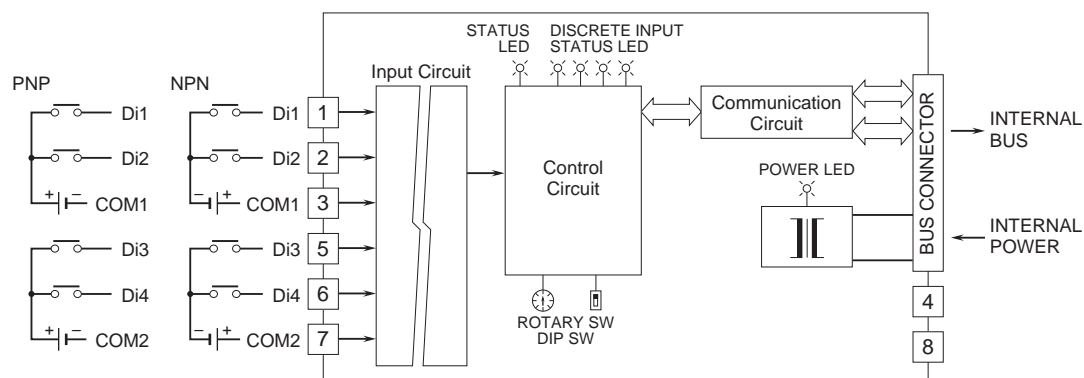 STATUS
LED
DISCRETE INPUT
STATUS LED
PNP
NPN
Input Circuit
Di1
Di1
1
Di2
Di2
2
+ −
COM1
− +
COM1
3
Di3
Di3
5
Di4
Di4
6
+ −
COM2
− +
COM2
7
Control
Circuit
ROTARY SW
DIP SW
Communication
Circuit
POWER LED
BUS CONNECTOR
INTERNAL
BUS
INTERNAL
POWER
4
8